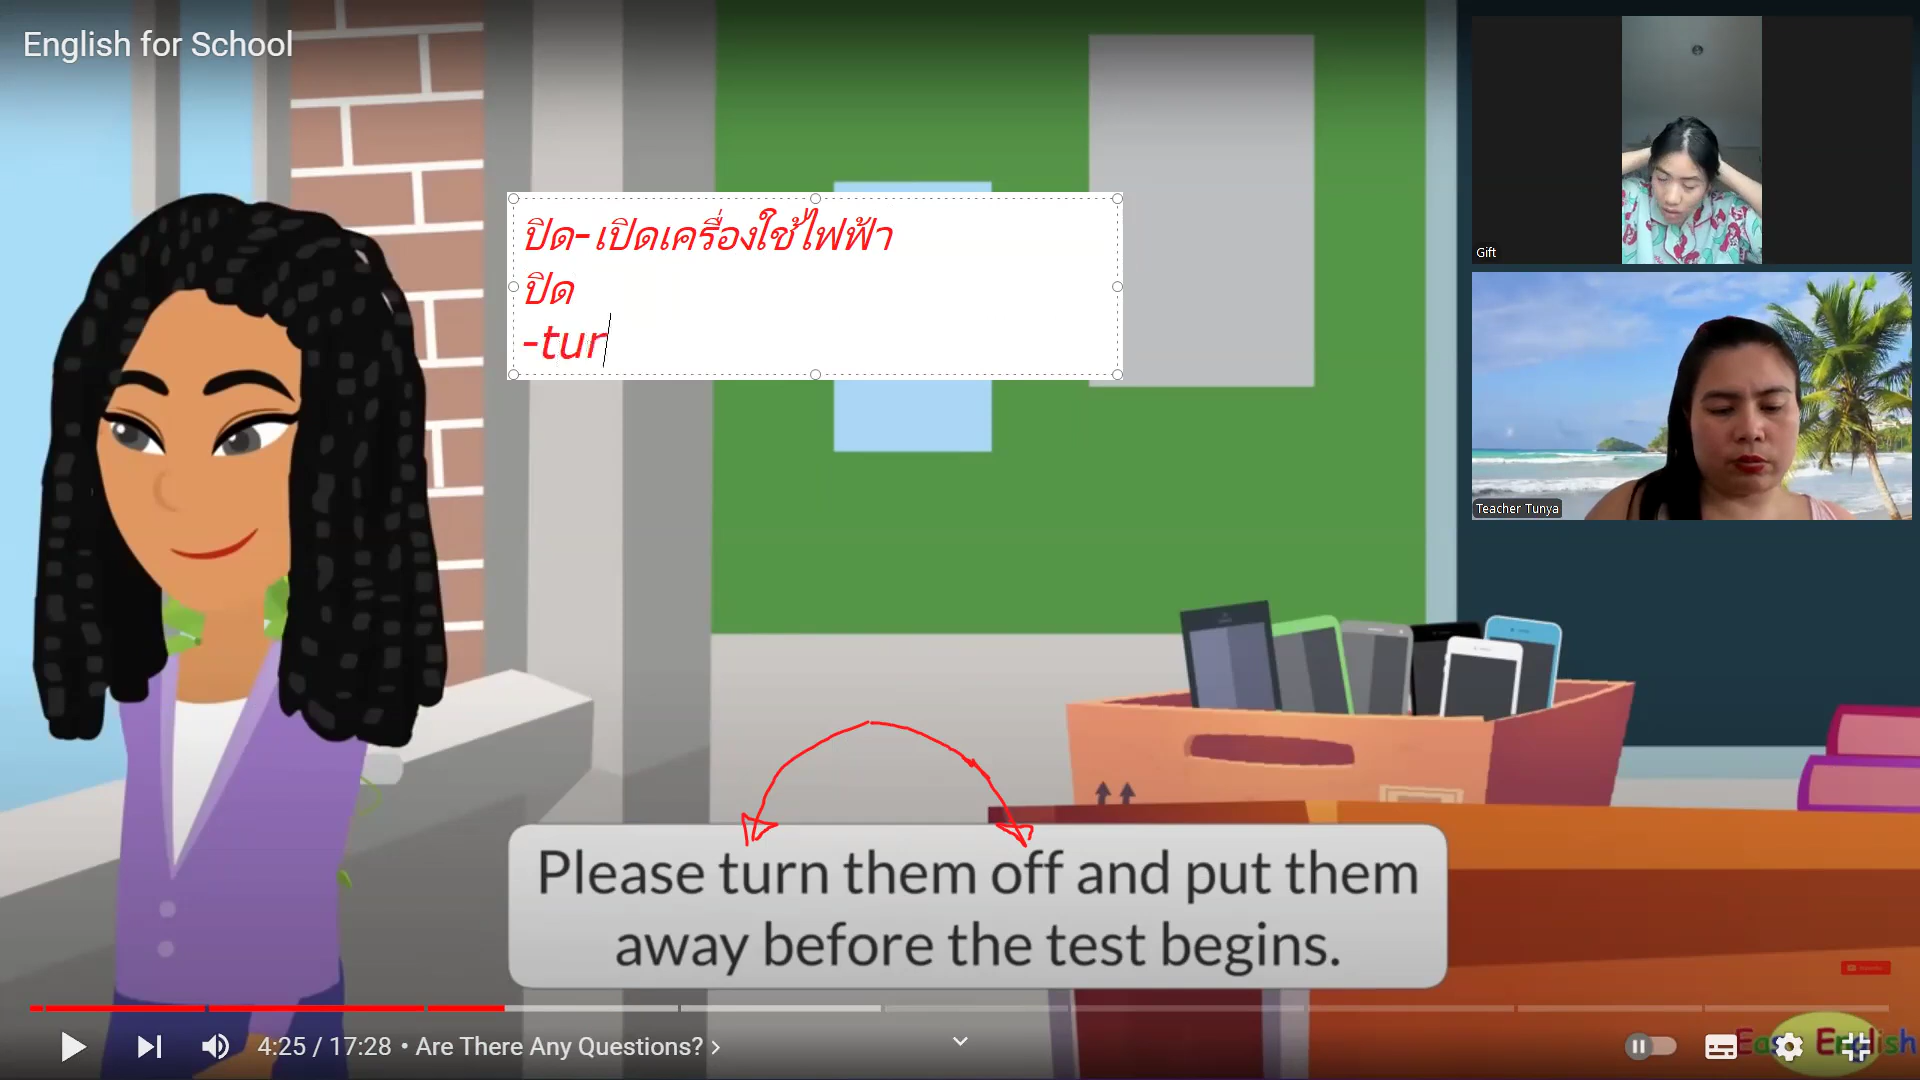 English for School
ปิด-เปิดเครื่องใช้ไฟฟ้า
ปิด
-tur
Gift
Teacher Tunya
Please turn them off and put them
away before the test begins.
4:25 / 17:28 • Are There Any Questions? >
Easy English